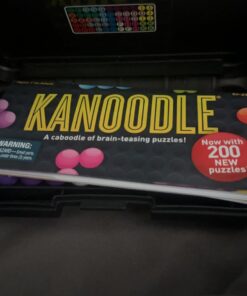 KANOODLE®
A caboodle of brain-teasing puzzles!
WARNING:
Now with
200
NEW
puzzles